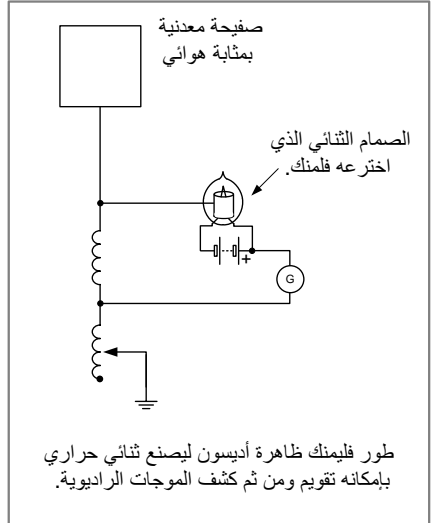 صفيحة معدنية
بمثابة هوائي
الصمام الثنائي الذي
اخترعه فلمنك.
+
G
طور فليمنك ظاهرة أديسون ليصنع ثنائي حراري
بإمكانه تقويم ومن ثم كشف الموجات الراديوية.